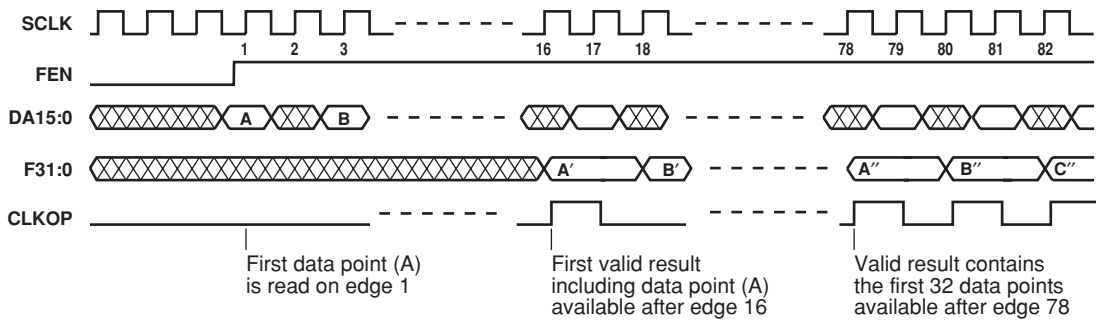 SCLK
1 2 3 16 17 18 78 79 80 81 82
FEN
DA15:0 A B
F31:0 A′ B′ A″ B″ C″
CLKOP
First data point (A)
is read on edge 1
First valid result
including data point (A)
available after edge 16
Valid result contains
the first 32 data points
available after edge 78